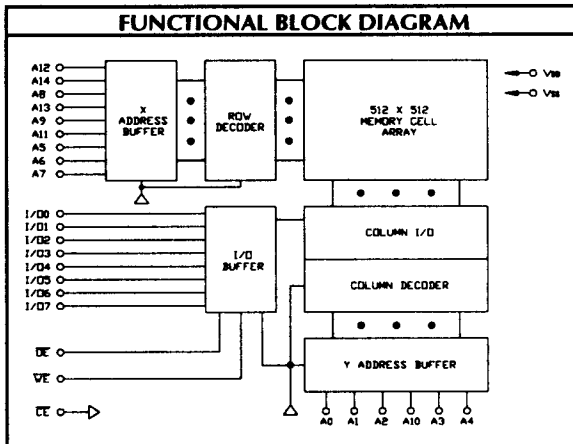 FUNCTIONAL BLOCK DIAGRAM
A12
A14
A8
A13
A9
A11
A5
A6
A7
X
ADDRESS
BUFFER
ROW
DECODER
512 X 512
MEMORY CELL
ARRAY
VDD
VSS
I/O0
I/O1
I/O2
I/O3
I/O4
I/O5
I/O6
I/O7
I/O
BUFFER
COLUMN I/O
COLUMN DECODER
Y ADDRESS BUFFER
OE
WE
CE
A0 A1 A2 A10 A3 A4